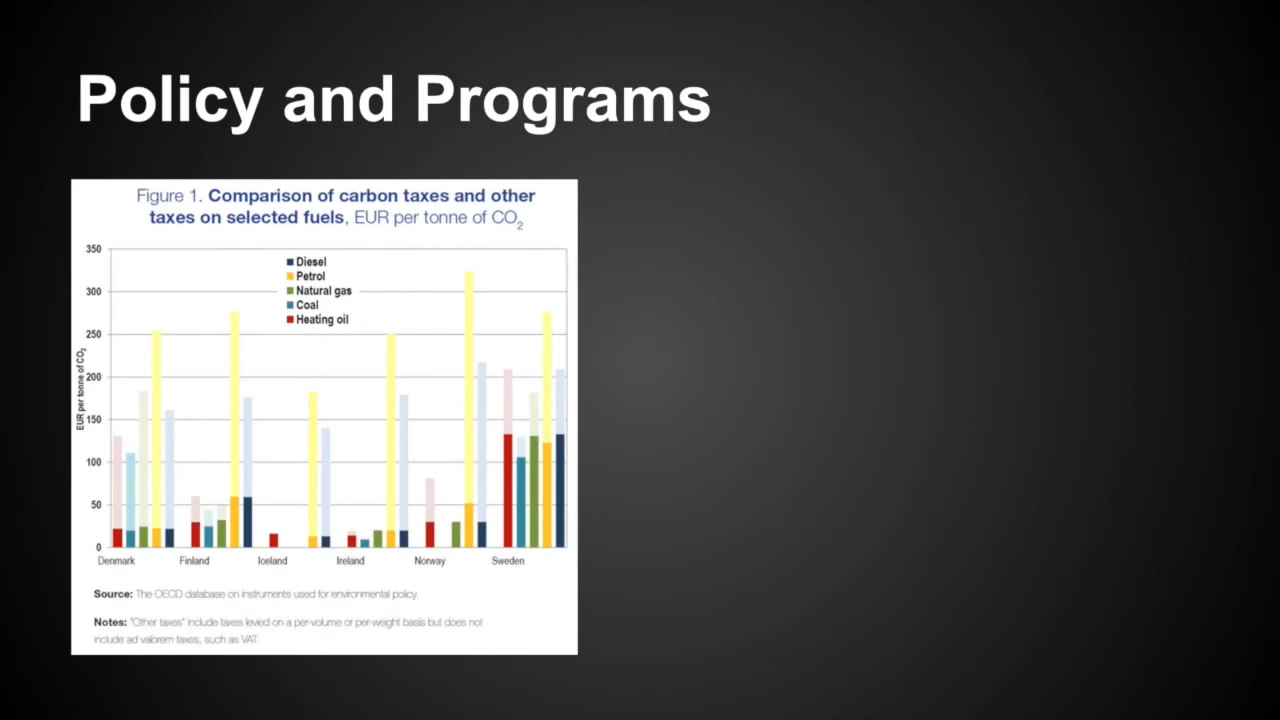 Policy and Programs
Figure 1. Comparison of carbon taxes and other
taxes on selected fuels, EUR per tonne of CO2
350
300
250
200
150
100
50
0
EUR per tonne of CO2
Diesel
Petrol
Natural gas
Coal
Heating oil
Denmark Finland Iceland Ireland Norway Sweden
Source: The OECD database on instruments used for environmental policy.
Notes: "Other taxes" include taxes levied on a per-volume or per-weight basis but does not
include ad valorem taxes, such as VAT.